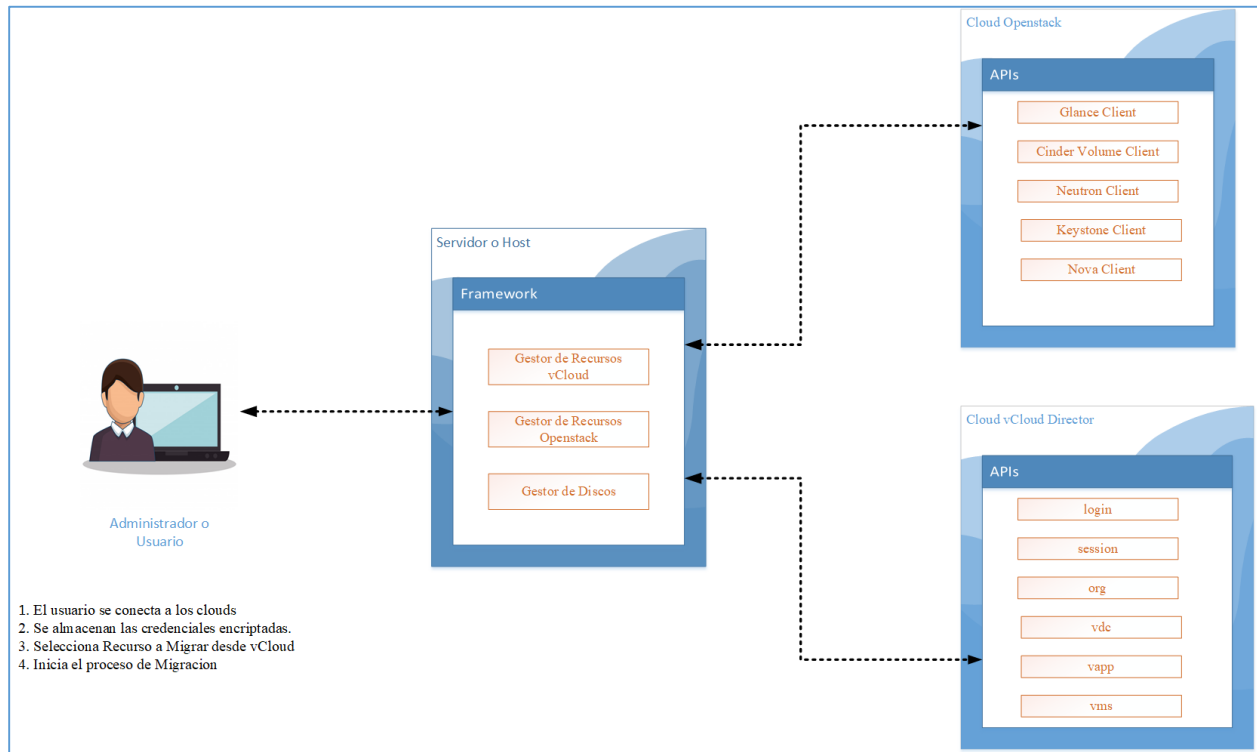 Cloud Openstack
APIs
Glance Client
Cinder Volume Client
Neutron Client
Keystone Client
Nova Client
Servidor o Host
Framework
Gestor de Recursos
vCloud
Gestor de Recursos
Openstack
Gestor de Discos
Administrador o
Usuario
Cloud vCloud Director
APIs
login
session
org
vdc
vapp
vms
1. El usuario se conecta a los clouds
2. Se almacenan las credenciales encriptadas.
3. Selecciona Recurso a Migrar desde vCloud
4. Inicia el proceso de Migracion